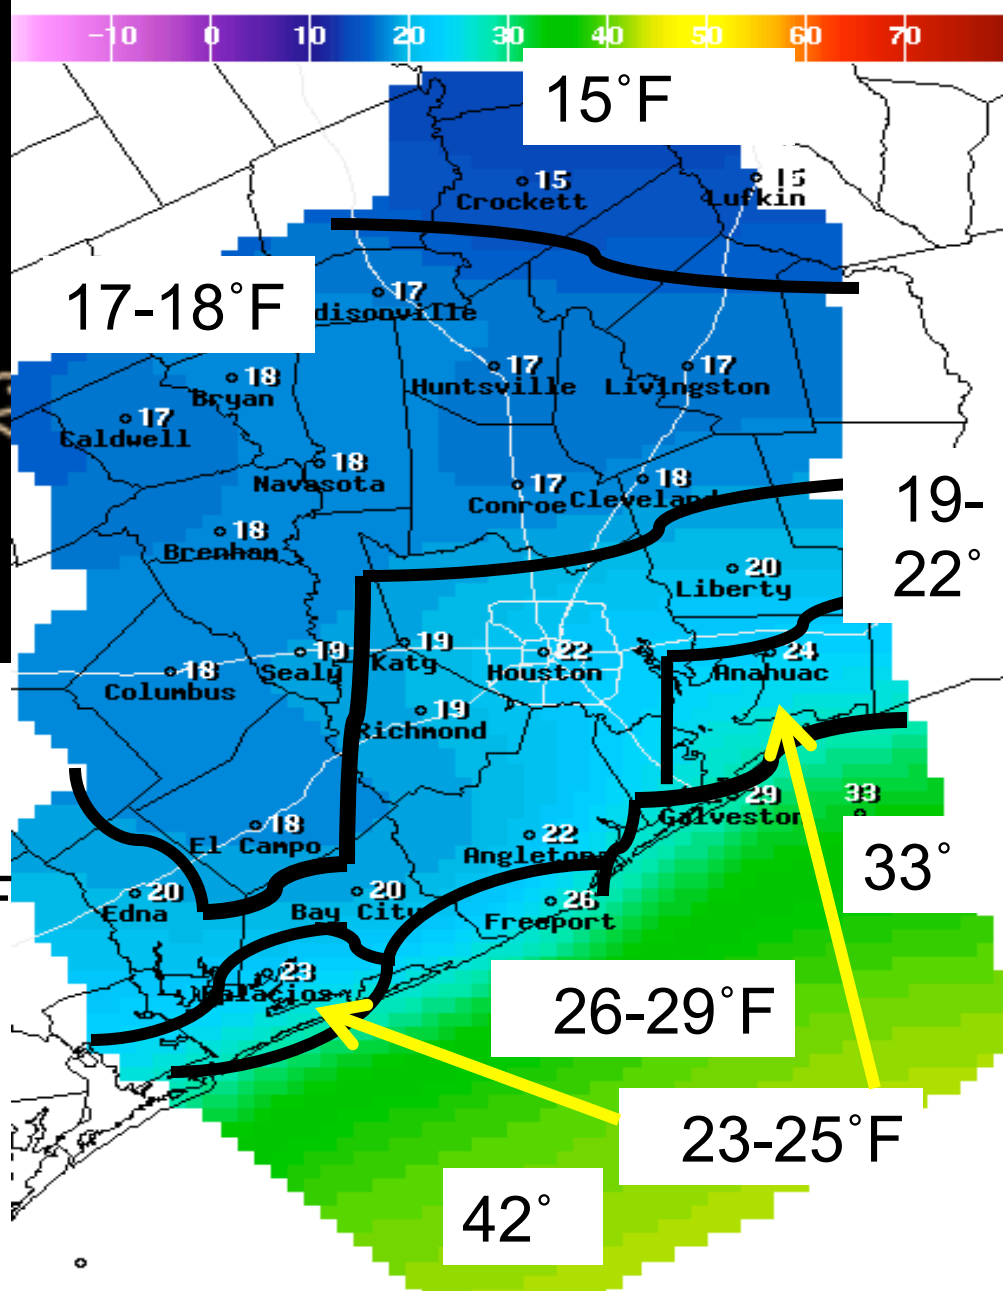 -10 0 10 20 30 40 50 60 70
15˚F
15
Crockett
15
Lufkin
17-18˚F
17
disonville
17
Huntsville
17
Livingston
18
Bryan
17
Caldwell
18
Navasota
17
Conroe
18
Cleveland
19-
22˚
18
Brenham
20
Liberty
19
Sealy
19
Katy
22
Houston
24
Anahuac
18
Columbus
19
Richmond
29
Galveston
33
18
El Campo
22
Angleton
33˚
20
Edna
20
Bay City
26
Freeport
23
Palacios
26-29˚F
23-25˚F
42˚